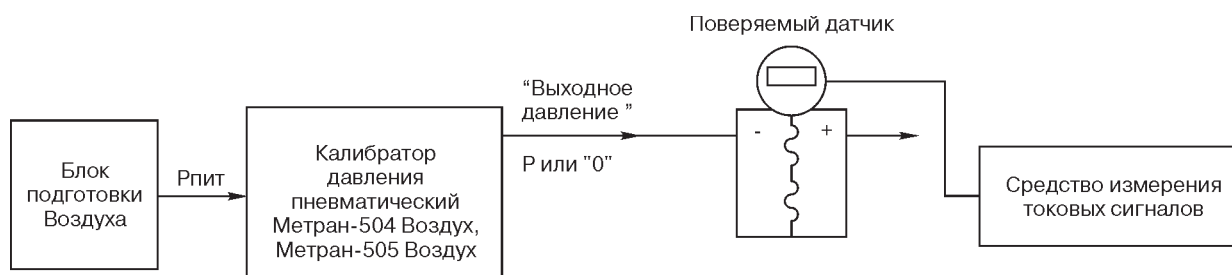 Поверяемый датчик
“Выходное
давление ”
Р или "0"
- +
Блок
подготовки
Воздуха
Рпит
Калибратор
давления
пневматический
Метран-504 Воздух,
Метран-505 Воздух
Средство измерения
токовых сигналов